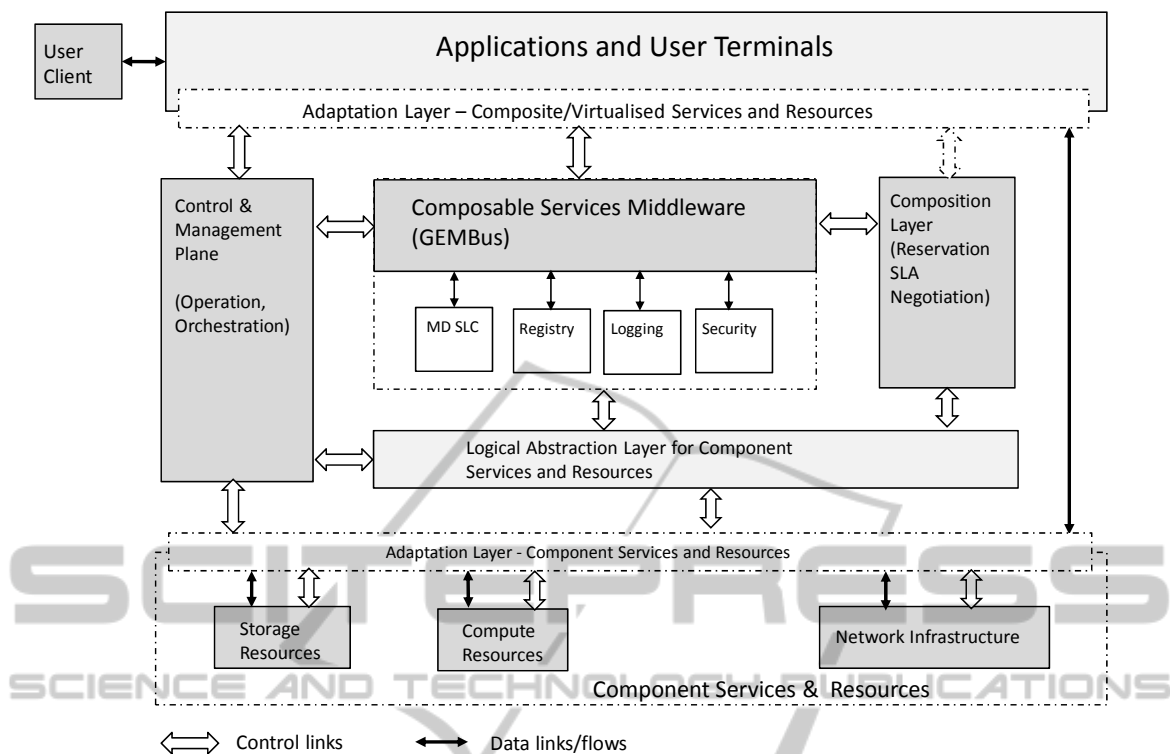 Applications and User Terminals
User
Client
Adaptation Layer – Composite/Virtualised Services and Resources
Control &
Management
Plane
(Operation,
Orchestration)
Composable Services Middleware
(GEMBus)
Composition
Layer
(Reservation
SLA
Negotiation)
MD SLC
Registry
Logging
Security
Logical Abstraction Layer for Component
Services and Resources
Adaptation Layer - Component Services and Resources
SCITEPRESS
Storage
Resources
Compute
Resources
Network Infrastructure
SCIENCE AND TECHNOLOGY PUBLICATIONS
Component Services & Resources
Control links
Data links/flows